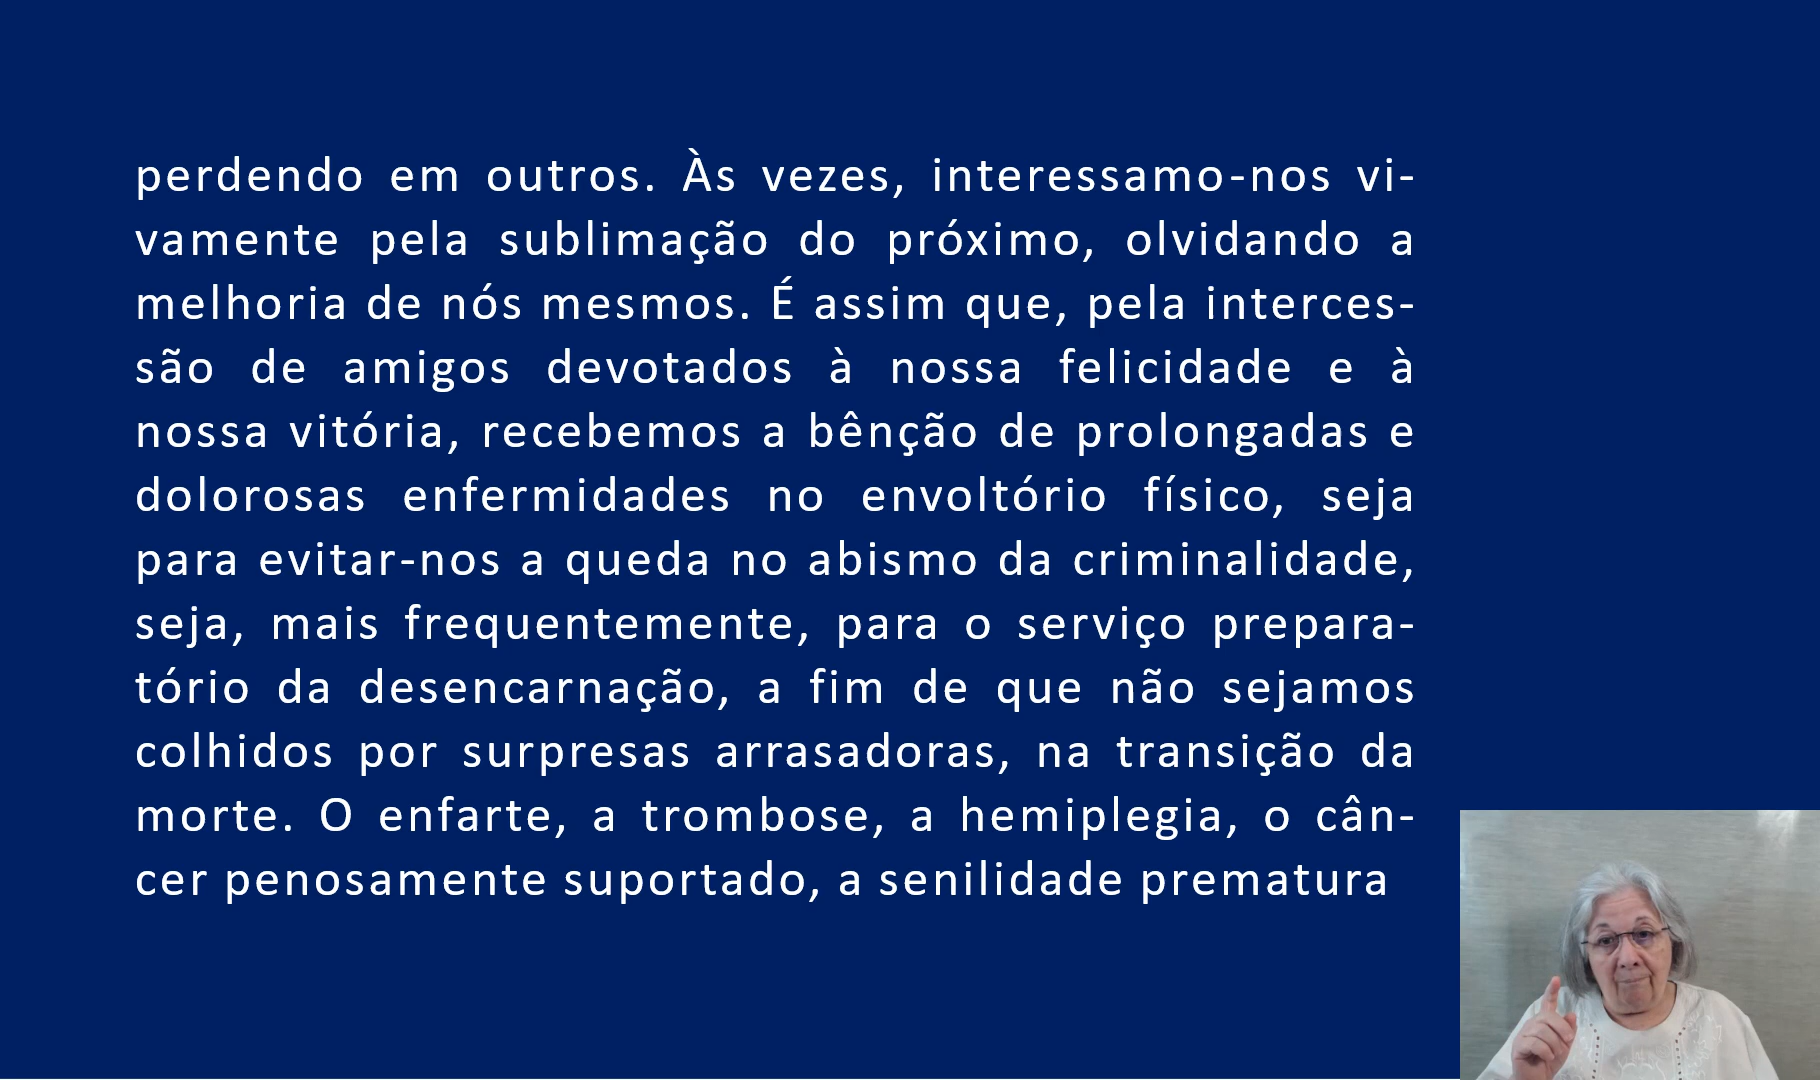 perdendo em outros. Às vezes, interessamo-nos vi-
vamente pela sublimação do próximo, olvidando a
melhoria de nós mesmos. É assim que, pela interces-
são de amigos devotados à nossa felicidade e à
nossa vitória, recebemos a bênção de prolongadas e
dolorosas enfermidades no envoltório físico, seja
para evitar-nos a queda no abismo da criminalidade,
seja, mais frequentemente, para o serviço prepara-
tório da desencarnação, a fim de que não sejamos
colhidos por surpresas arrasadoras, na transição da
morte. O enfarte, a trombose, a hemiplegia, o cân-
cer penosamente suportado, a senilidade prematura